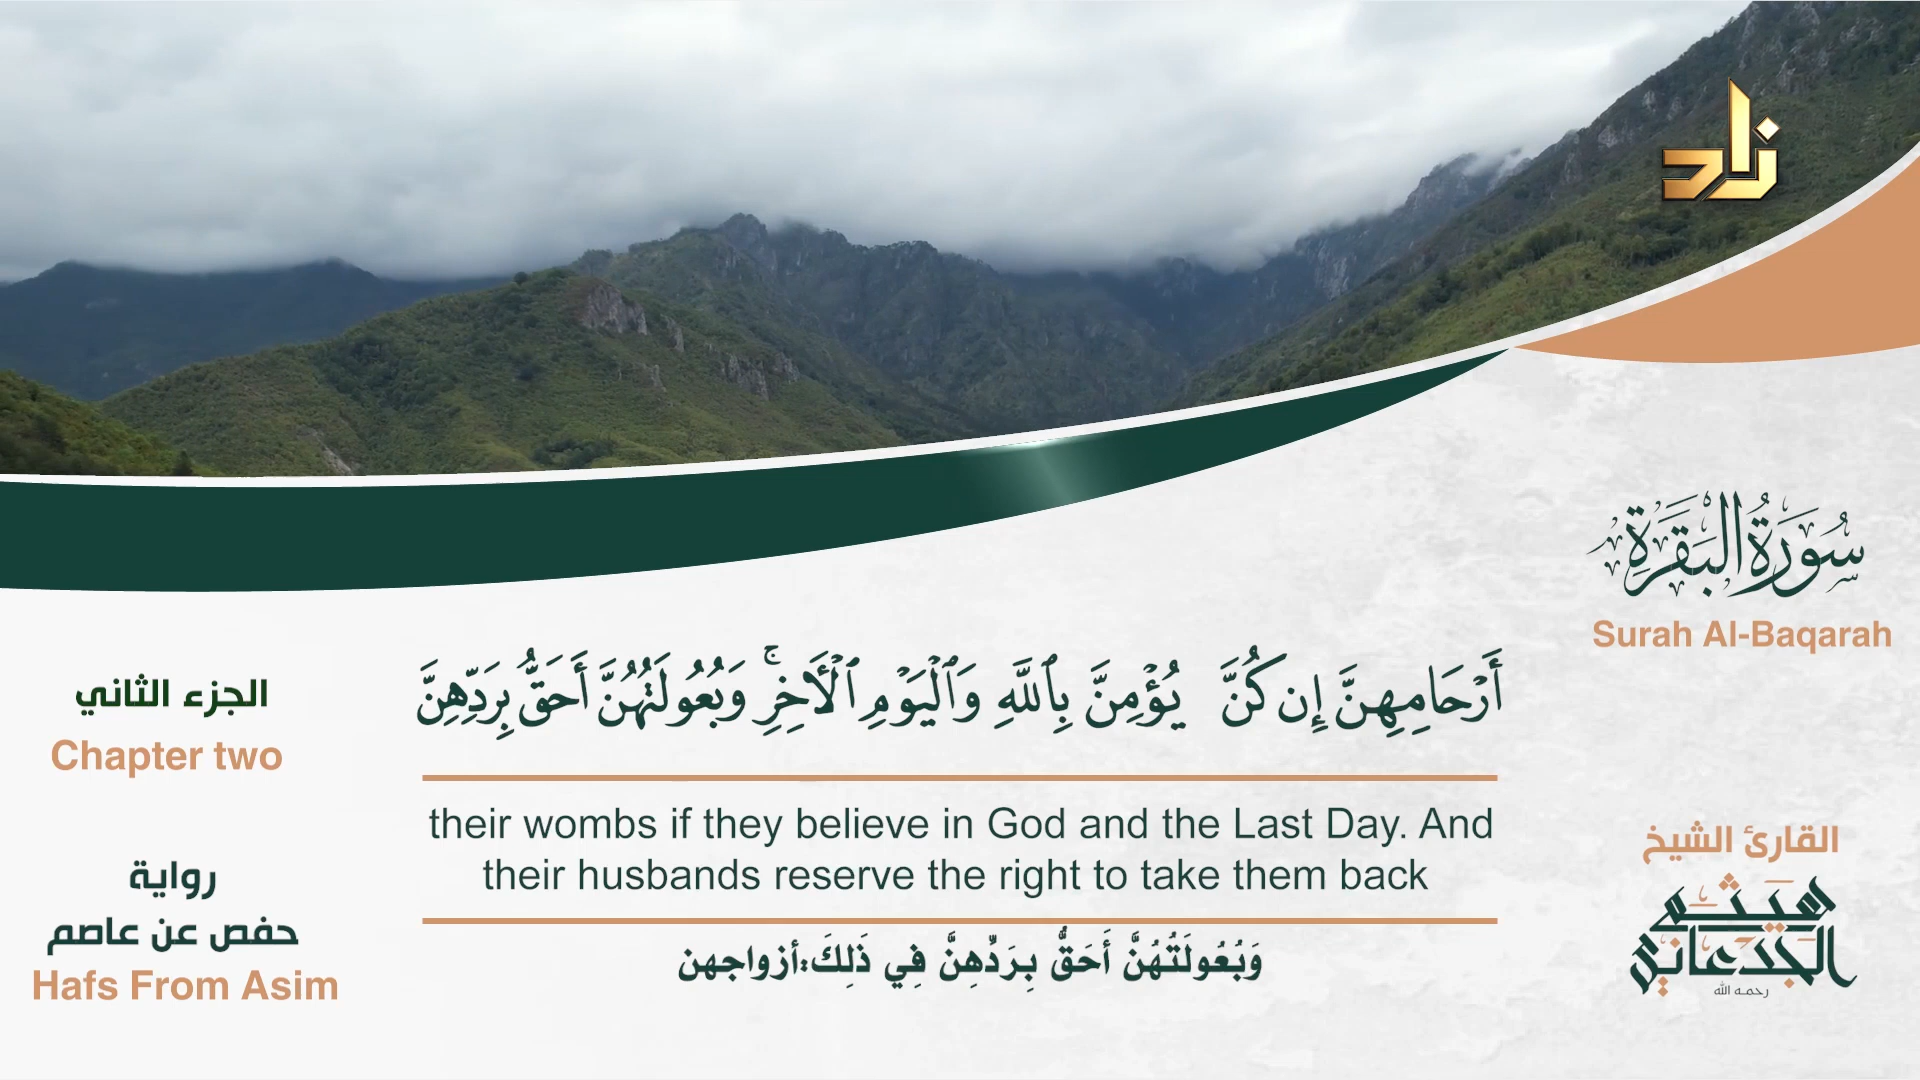 زاد
سُورَةُ الْبَقَرَةِ
Surah Al-Baqarah
أَرْحَامِهِنَّ إِن كُنَّ يُؤْمِنَّ بِٱللَّهِ وَٱلْيَوْمِ ٱلْأَخِرِ ۚ وَبُعُولَتُهُنَّ أَحَقُّ بِرَدِّهِنَّ
their wombs if they believe in God and the Last Day. And
their husbands reserve the right to take them back
وَبُعُولَتُهُنَّ أَحَقُّ بِرَدِّهِنَّ فِي ذَلِكَ:أزواجهن
الجزء الثاني
Chapter two
رواية
حفص عن عاصم
Hafs From Asim
القارئ الشيخ
هيثم
الجدعاني
رحمه الله